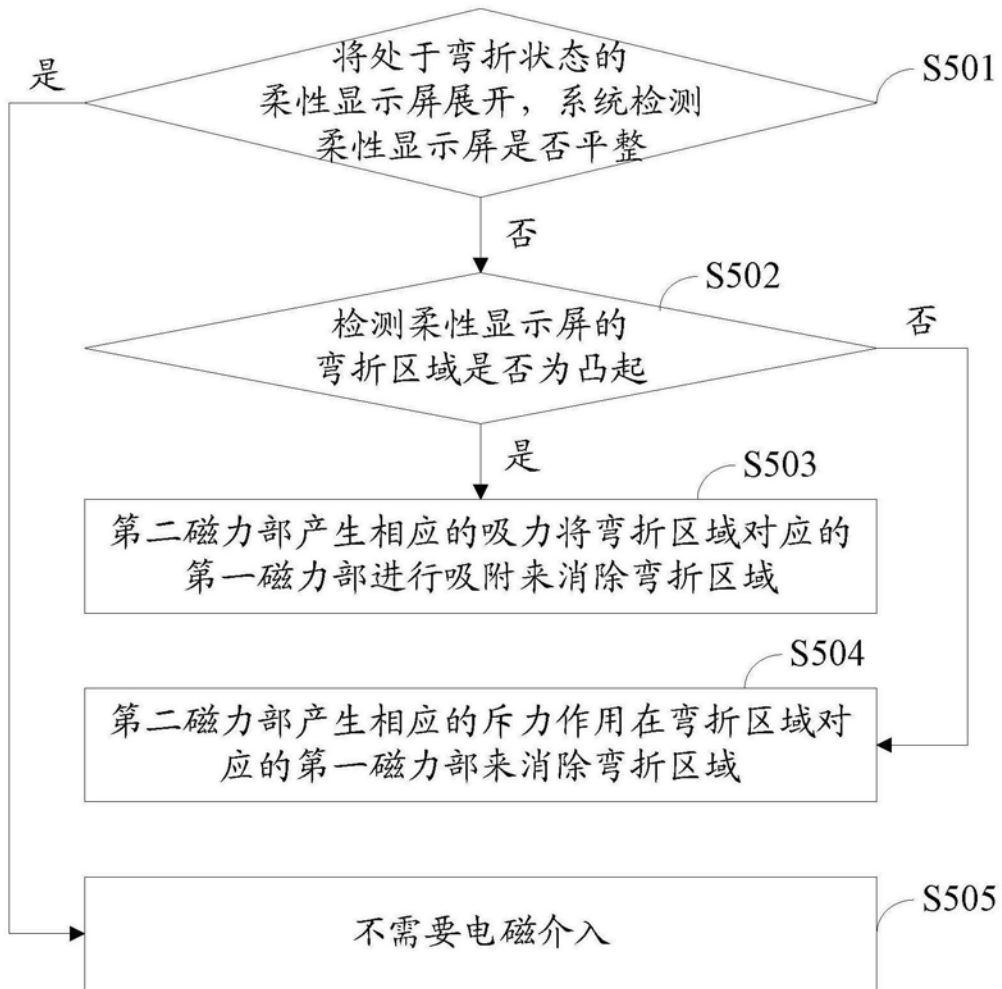 将处于弯折状态的
柔性显示屏展开，系统检测
柔性显示屏是否平整
S501
是
否
S502
检测柔性显示屏的
弯折区域是否为凸起
否
是
S503
第二磁力部产生相应的吸力将弯折区域对应的
第一磁力部进行吸附来消除弯折区域
S504
第二磁力部产生相应的斥力作用在弯折区域对
应的第一磁力部来消除弯折区域
S505
不需要电磁介入